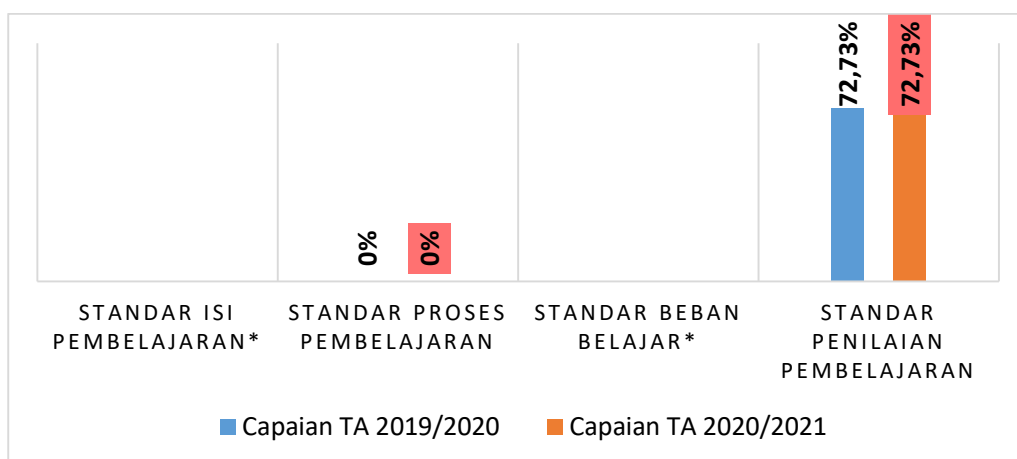 72,73%
72,73%
0%
0%
STANDAR ISI
PEMBELAJARAN*
STANDAR PROSES
PEMBELAJARAN
STANDAR BEBAN
BELAJAR*
STANDAR
PENILAIAN
PEMBELAJARAN
Capaian TA 2019/2020
Capaian TA 2020/2021